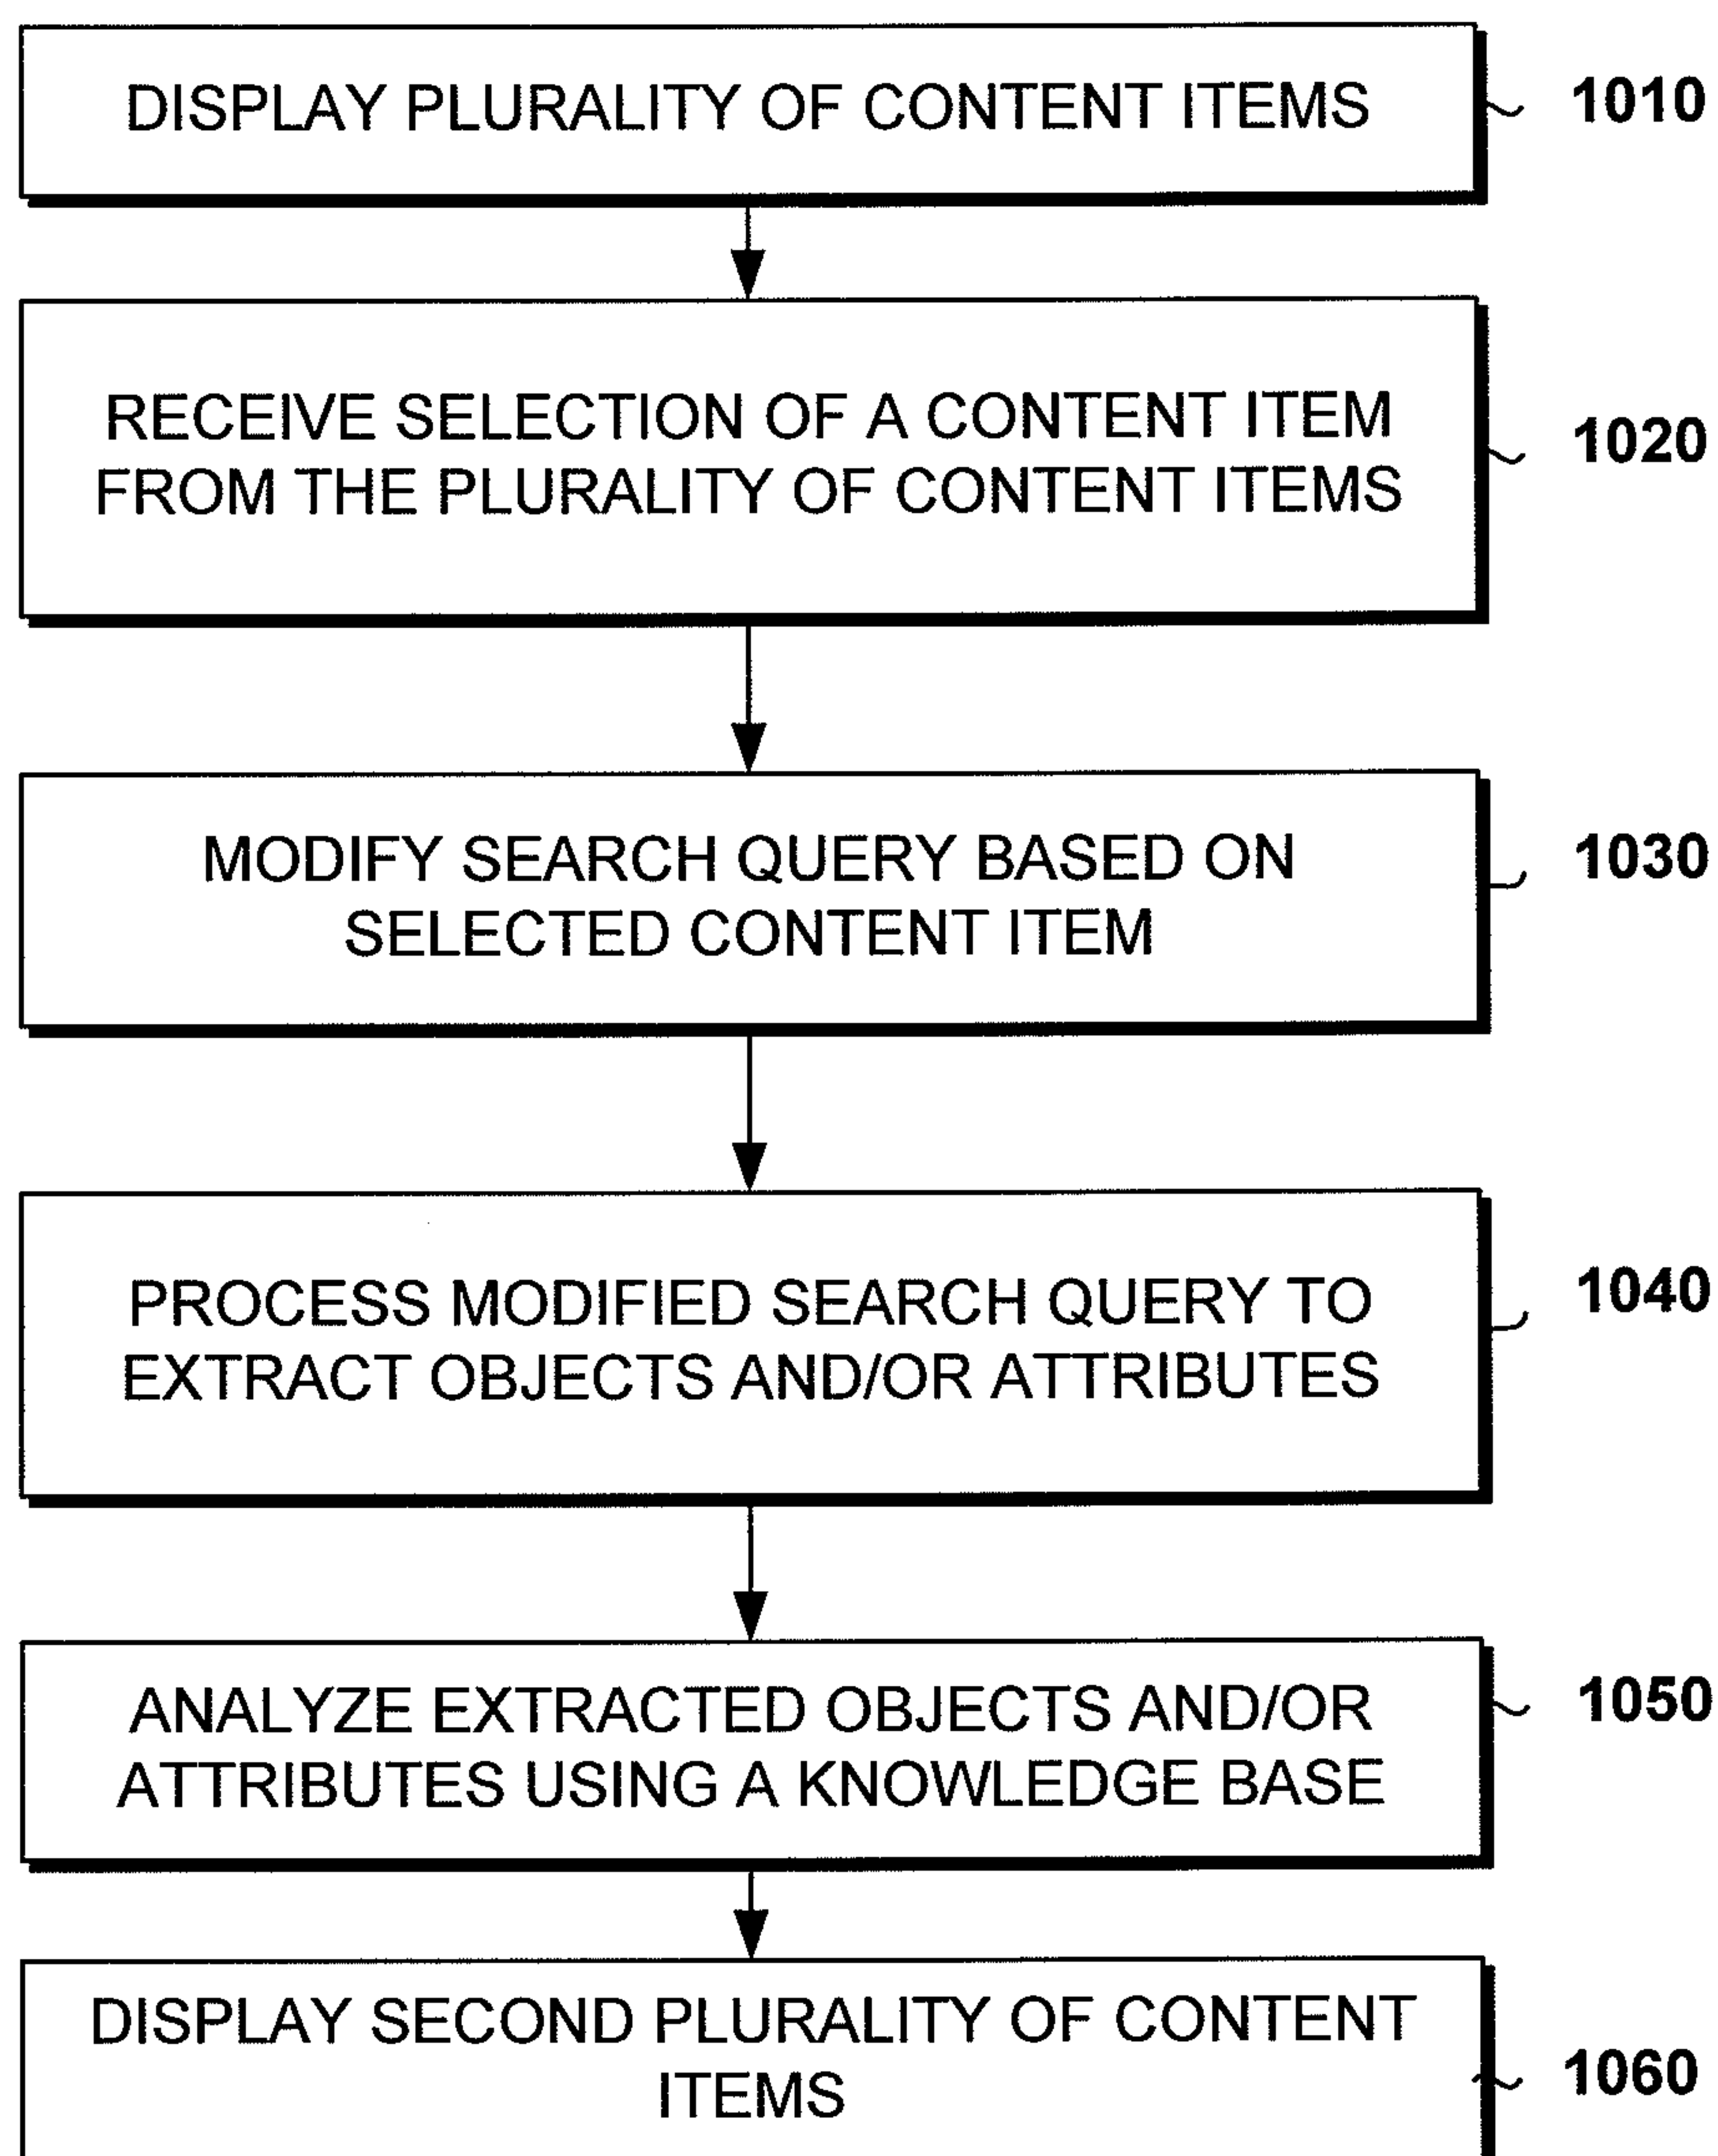 DISPLAY PLURALITY OF CONTENT ITEMS
1010
RECEIVE SELECTION OF A CONTENT ITEM
FROM THE PLURALITY OF CONTENT ITEMS
1020
MODIFY SEARCH QUERY BASED ON
SELECTED CONTENT ITEM
1030
PROCESS MODIFIED SEARCH QUERY TO
EXTRACT OBJECTS AND/OR ATTRIBUTES
1040
ANALYZE EXTRACTED OBJECTS AND/OR
ATTRIBUTES USING A KNOWLEDGE BASE
1050
DISPLAY SECOND PLURALITY OF CONTENT
ITEMS
1060